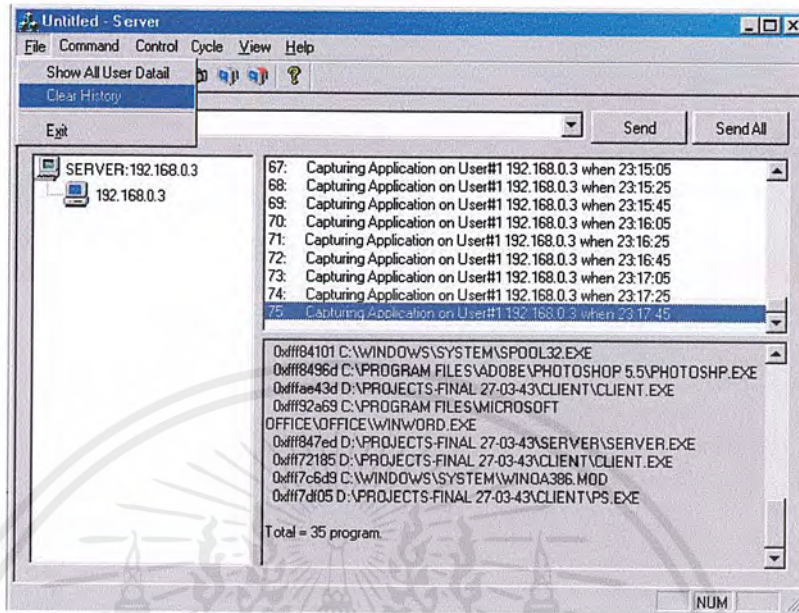 Untitled - Server
File Command Control Cycle View Help
Show All User Datail
Clear History
Exit
Send
Send All
SERVER:192.168.0.3
192.168.0.3
67: Capturing Application on User#1 192.168.0.3 when 23:15:05
68: Capturing Application on User#1 192.168.0.3 when 23:15:25
69: Capturing Application on User#1 192.168.0.3 when 23:15:45
70: Capturing Application on User#1 192.168.0.3 when 23:16:05
71: Capturing Application on User#1 192.168.0.3 when 23:16:25
72: Capturing Application on User#1 192.168.0.3 when 23:16:45
73: Capturing Application on User#1 192.168.0.3 when 23:17:05
74: Capturing Application on User#1 192.168.0.3 when 23:17:25
75: Capturing Application on User#1 192.168.0.3 when 23:17:45
0xfff84101 C:\WINDOWS\SYSTEM\SPOOL32.EXE
0xfff8496d C:\PROGRAM FILES\ADOBE\PHOTOSHOP 5.5\PHOTOSHP.EXE
0xfffae43d D:\PROJECTS-FINAL 27-03-43\CLIENT\CLIENT.EXE
0xfff92a69 C:\PROGRAM FILES\MICROSOFT
OFFICE\OFFICE\WINWORD.EXE
0xfff847ed D:\PROJECTS-FINAL 27-03-43\SERVER\SERVER.EXE
0xfff72185 D:\PROJECTS-FINAL 27-03-43\CLIENT\CLIENT.EXE
0xfff7c6d9 C:\WINDOWS\SYSTEM\WINOA386.MOD
0xfff7df05 D:\PROJECTS-FINAL 27-03-43\CLIENT\PS.EXE
Total = 35 program.
NUM